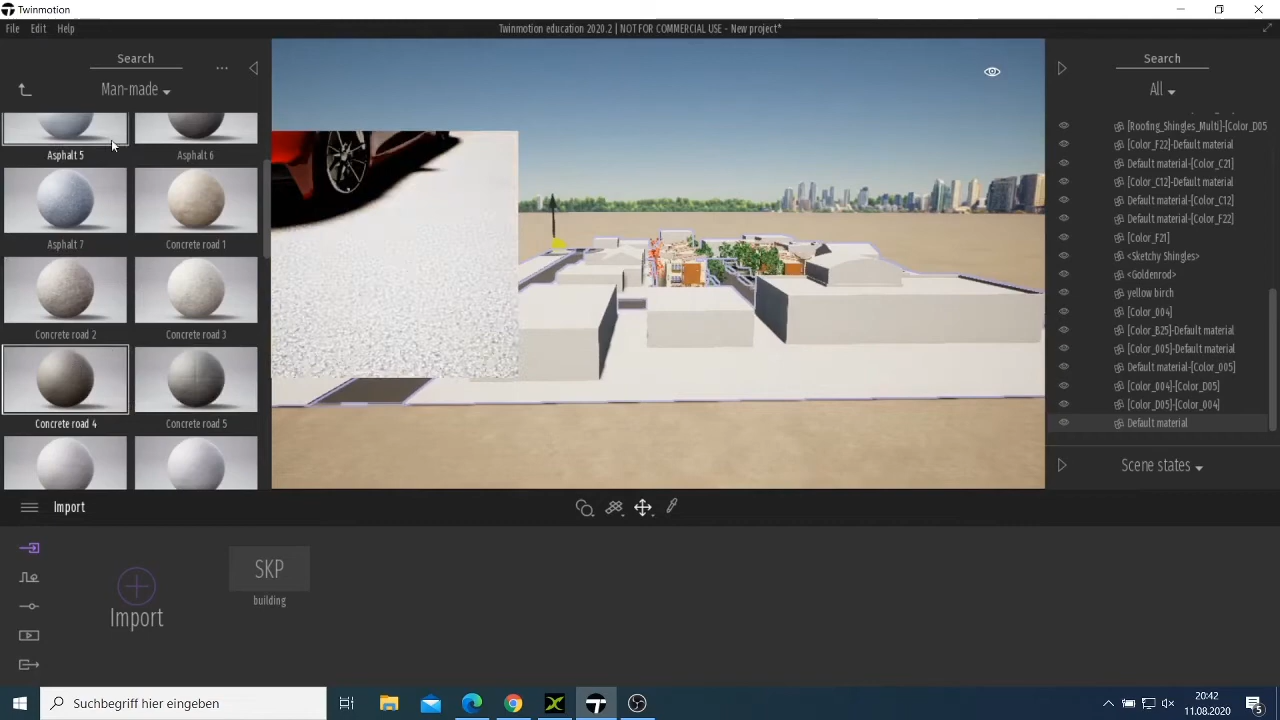 Twinmotion
File Edit Help
Twinmotion education 2020.2 | NOT FOR COMMERCIAL USE - New project*
Search
...
Man-made
Asphalt 5
Asphalt 6
Asphalt 7
Concrete road 1
Concrete road 2
Concrete road 3
Concrete road 4
Concrete road 5
Search
All
[Roofing_Shingles_Multi]-[Color_D05
[Color_F22]-Default material
Default material-[Color_C21]
[Color_C12]-Default material
Default material-[Color_C12]
Default material-[Color_F22]
[Color_F21]
<Sketchy Shingles>
<Goldenrod>
yellow birch
[Color_004]
[Color_B25]-Default material
[Color_005]-Default material
Default material-[Color_005]
[Color_004]-[Color_D05]
[Color_D05]-[Color_004]
Default material
Scene states
Import
Import
SKP
building
Suchbegriff hier eingeben
20:42
11.08.2020
5